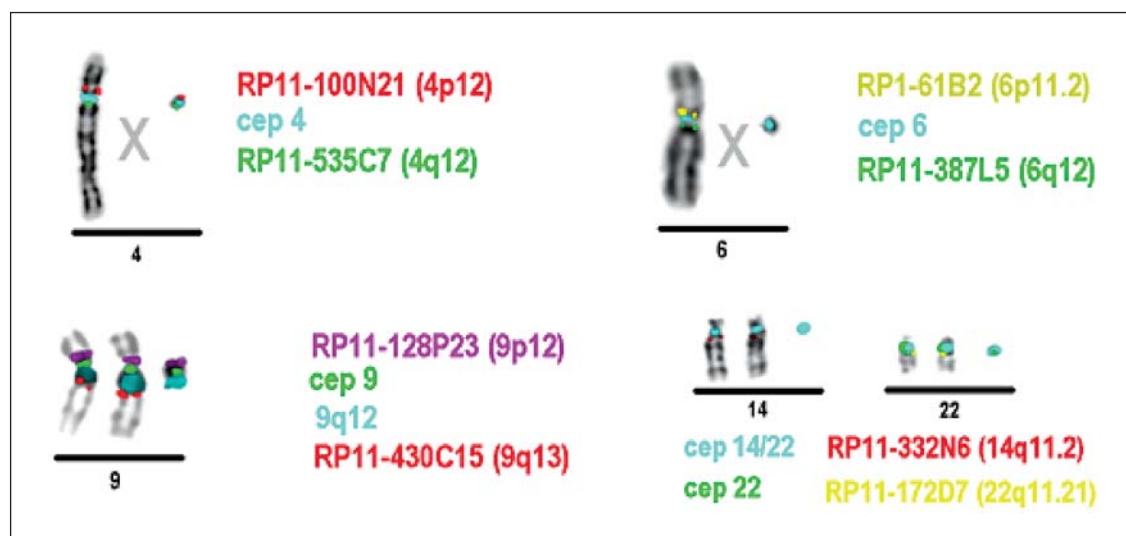 RP11-100N21 (4p12)
cep 4
RP11-535C7 (4q12)
X
4
RP1-61B2 (6p11.2)
cep 6
RP11-387L5 (6q12)
X
6
RP11-128P23 (9p12)
cep 9
9q12
RP11-430C15 (9q13)
9
14
22
cep 14/22 RP11-332N6 (14q11.2)
cep 22 RP11-172D7 (22q11.21)